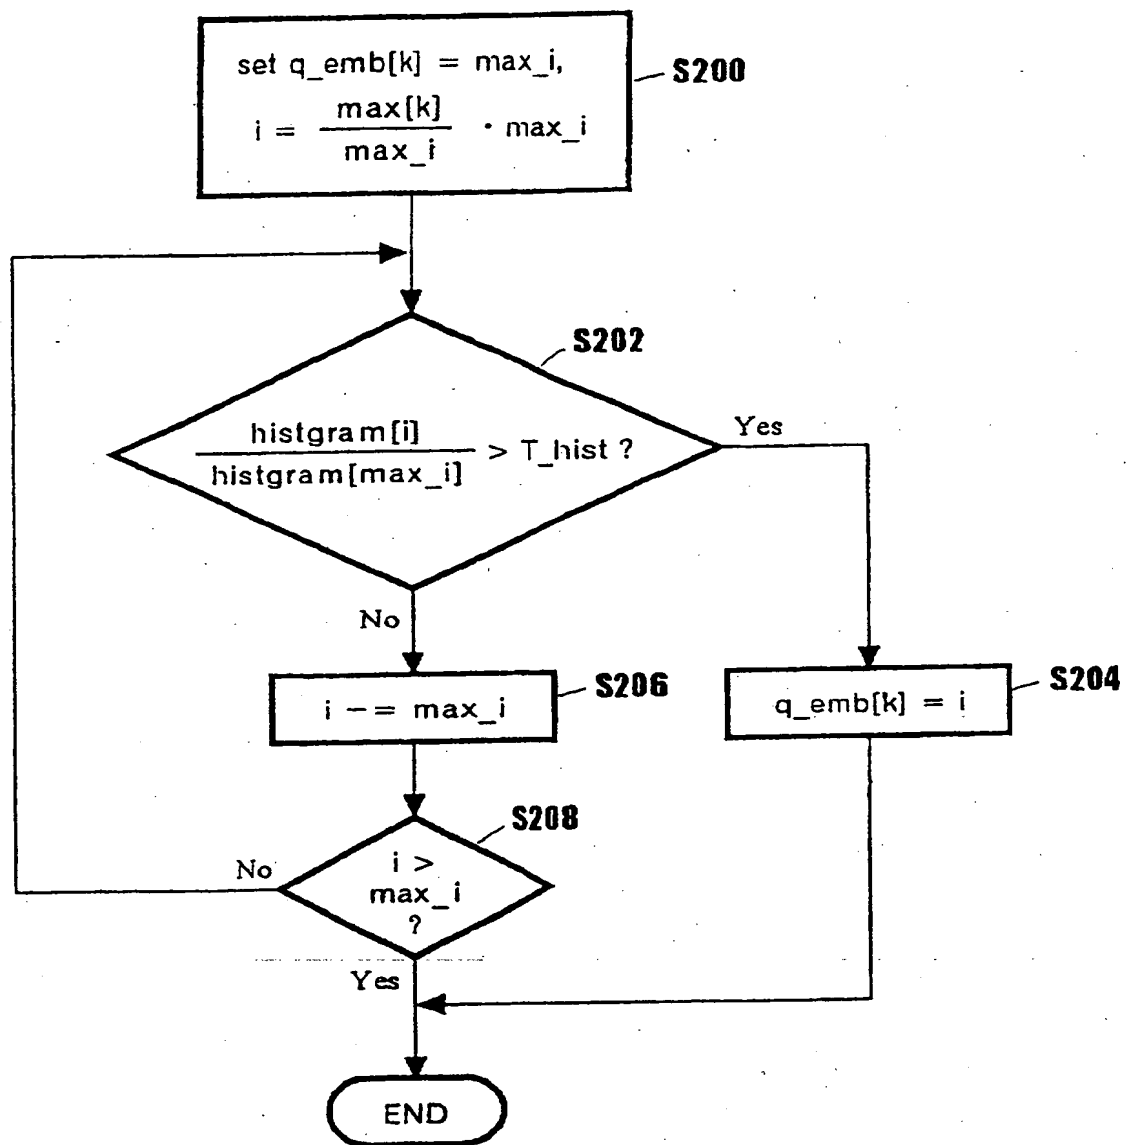 set q_emb[k] = max_i,
i = max[k] / max_i · max_i
S200
S202
histgram[i] / histgram[max_i] > T_hist ?
Yes
No
i -= max_i
S206
q_emb[k] = i
S204
S208
i >
max_i
?
No
Yes
END